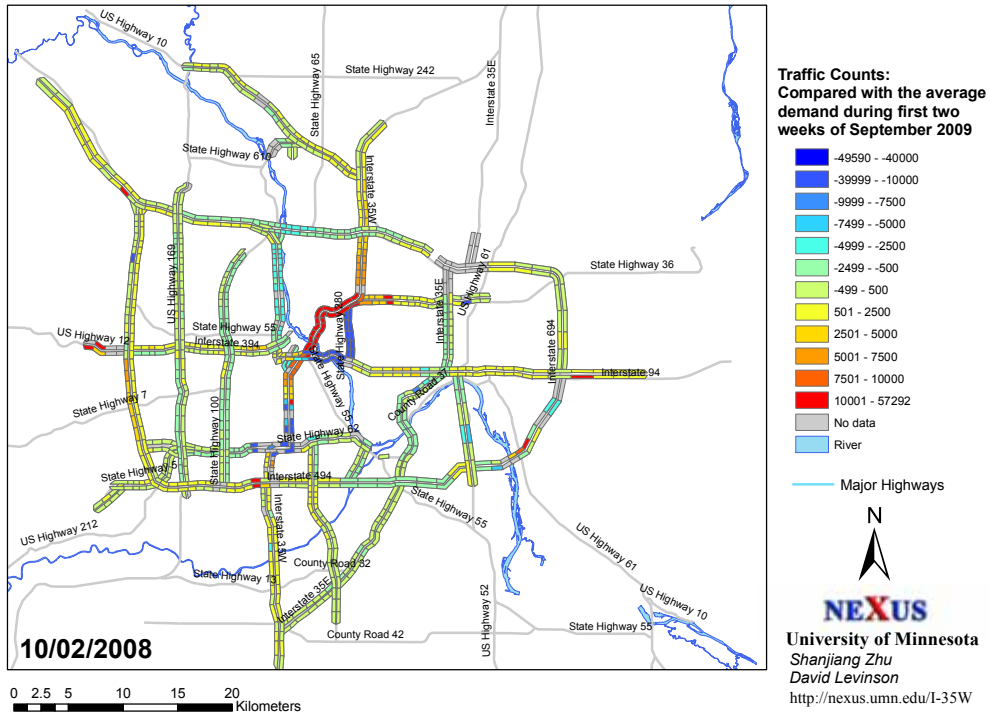 US Highway 10
State Highway 65
State Highway 242
Interstate 35E
State Highway 610
Interstate 35W
US Highway 169
US Highway 61
State Highway 36
Interstate 35E
State Highway 280
Interstate 694
US Highway 12
State Highway 55
Interstate 394
Interstate 94
State Highway 7
State Highway 100
State Highway 55
County Road 37
State Highway 62
State Highway 5
Interstate 494
State Highway 55
US Highway 212
Interstate 35W
US Highway 61
State Highway 13
County Road 32
Interstate 35E
US Highway 52
US Highway 10
State Highway 55
County Road 42
10/02/2008
0 2.5 5 10 15 20
Kilometers
Traffic Counts:
Compared with the average
demand during first two
weeks of September 2009
-49590 - -40000
-39999 - -10000
-9999 - -7500
-7499 - -5000
-4999 - -2500
-2499 - -500
-499 - 500
501 - 2500
2501 - 5000
5001 - 7500
7501 - 10000
10001 - 57292
No data
River
Major Highways
N
NEXUS
University of Minnesota
Shanjiang Zhu
David Levinson
http://nexus.umn.edu/I-35W